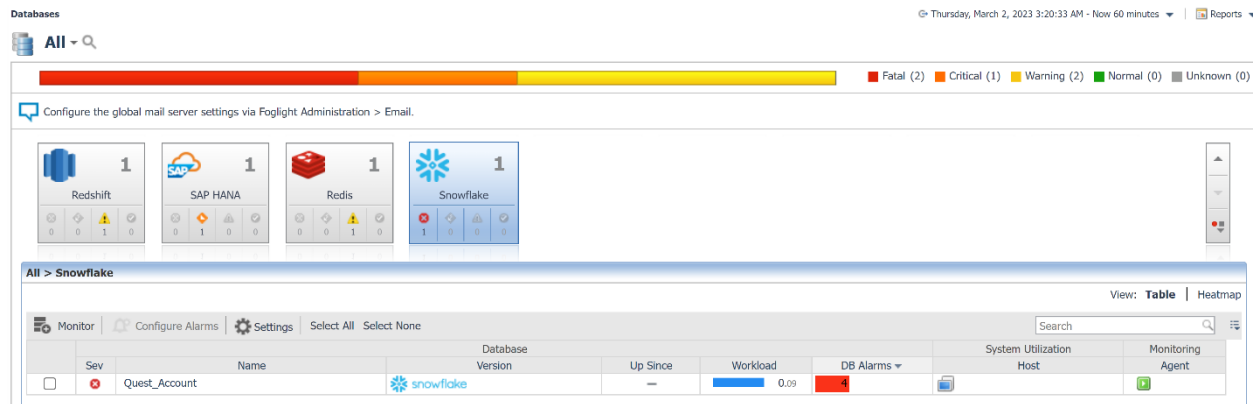 Databases
Thursday, March 2, 2023 3:20:33 AM - Now 60 minutes
Reports
All
Fatal (2) Critical (1) Warning (2) Normal (0) Unknown (0)
Configure the global mail server settings via Foglight Administration > Email.
1 1 1 1
SAP
Redshift SAP HANA Redis Snowflake
0 0 1 0 0 1 0 0 0 0 1 0 1 0 0 0
All > Snowflake
View: Table | Heatmap
Monitor Configure Alarms Settings Select All Select None Search
Database System Utilization Monitoring
Sev Name Version Up Since Workload DB Alarms Host Agent
Quest_Account snowflake — 0.09 4